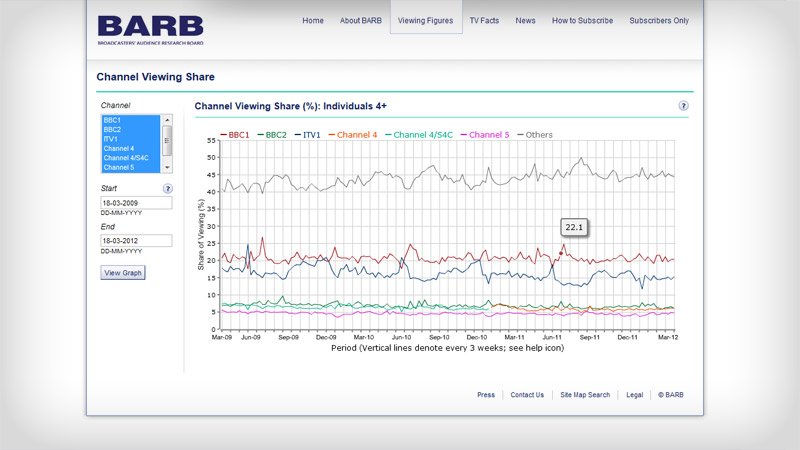 BARB
BROADCASTERS' AUDIENCE RESEARCH BOARD
Home About BARB Viewing Figures TV Facts News How to Subscribe Subscribers Only
Channel Viewing Share
Channel
BBC1
BBC2
ITV1
Channel 4
Channel 4/S4C
Channel 5
Start ?
18-03-2009
DD-MM-YYYY
End
18-03-2012
DD-MM-YYYY
View Graph
Channel Viewing Share (%): Individuals 4+ ?
BBC1 BBC2 ITV1 Channel 4 Channel 4/S4C Channel 5 Others
Share of Viewing (%)
55
50
45
40
35
30
25
20
15
10
5
0
22.1
Mar-09 Jun-09 Sep-09 Dec-09 Mar-10 Jun-10 Sep-10 Dec-10 Mar-11 Jun-11 Sep-11 Dec-11 Mar-12
Period (Vertical lines denote every 3 weeks; see help icon)
Press Contact Us Site Map Search Legal © BARB